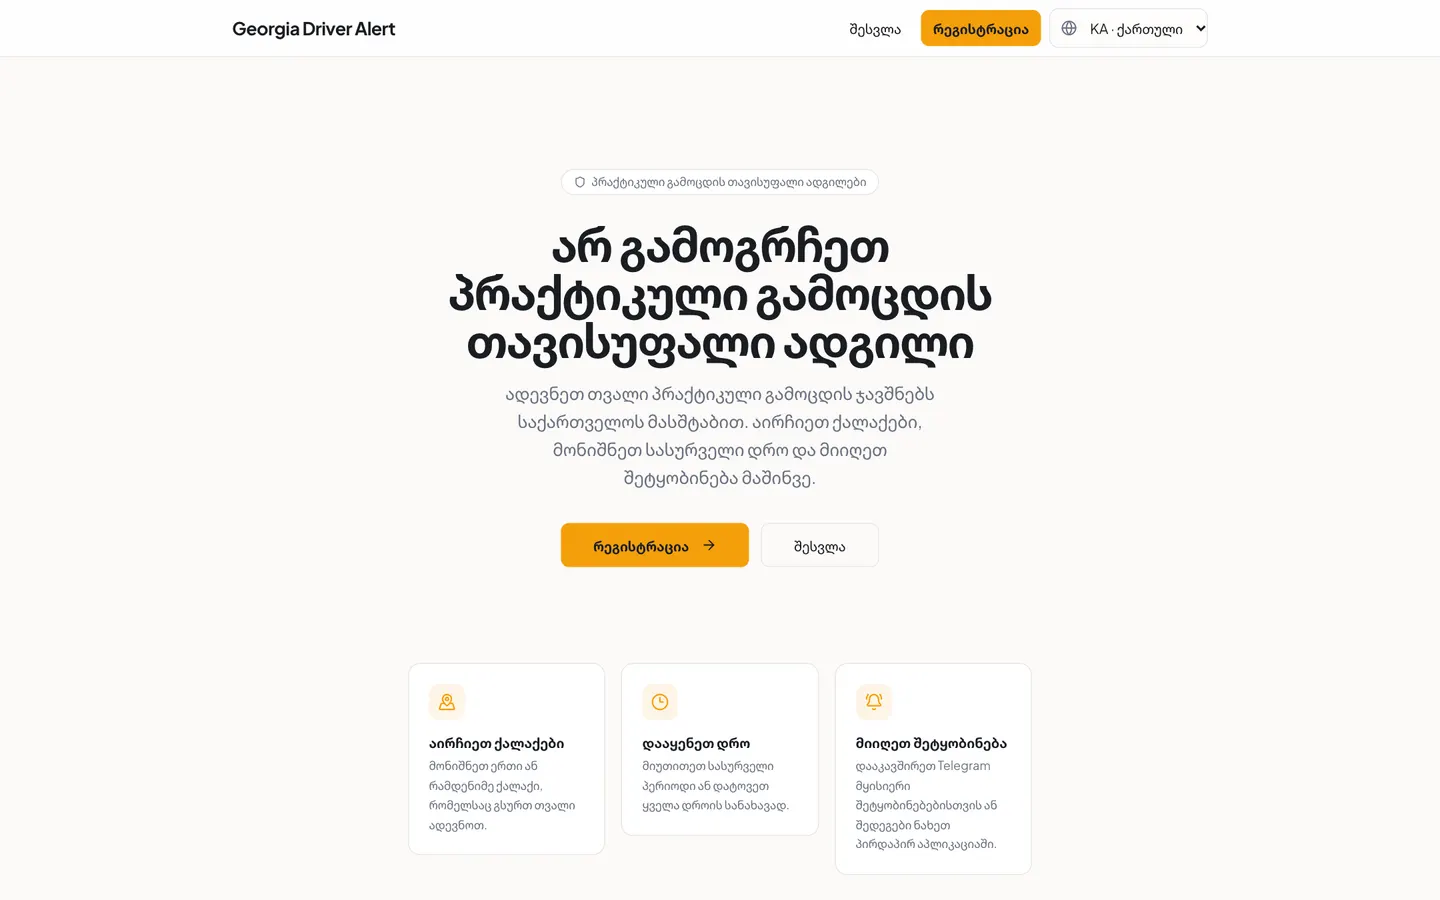 Georgia Driver Alert
შესვლა
რეგისტრაცია
KA · ქართული
პრაქტიკული გამოცდის თავისუფალი ადგილები
არ გამოგრჩეთ
პრაქტიკული გამოცდის
თავისუფალი ადგილი
ადევნეთ თვალი პრაქტიკული გამოცდის ჯავშნებს
საქართველოს მასშტაბით. აირჩიეთ ქალაქები,
მონიშნეთ სასურველი დრო და მიიღეთ
შეტყობინება მაშინვე.
რეგისტრაცია →
შესვლა
აირჩიეთ ქალაქები
მონიშნეთ ერთი ან
რამდენიმე ქალაქი,
რომელსაც გსურთ თვალი
ადევნოთ.
დააყენეთ დრო
მიუთითეთ სასურველი
პერიოდი ან დატოვეთ
ყველა დროის სანახავად.
მიიღეთ შეტყობინება
დააკავშირეთ Telegram
მყისიერი
შეტყობინებებისთვის ან
შედეგები ნახეთ
პირდაპირ აპლიკაციაში.